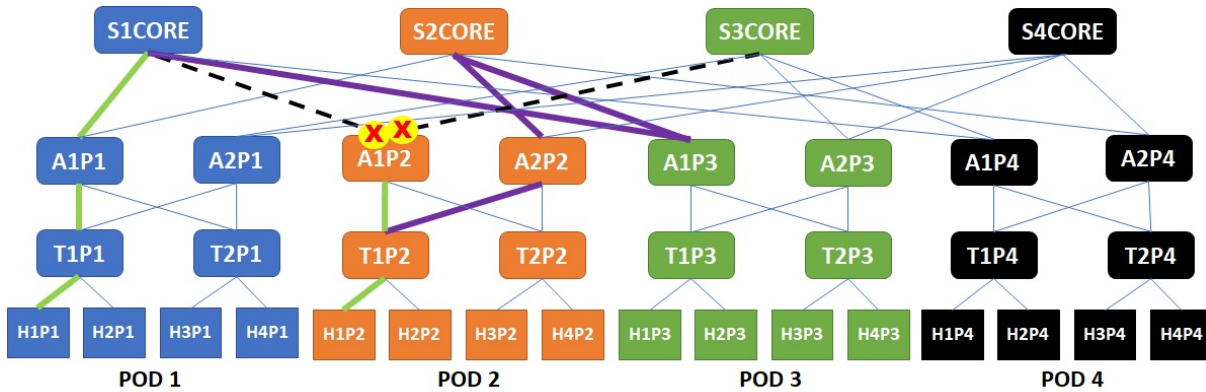 S1CORE S2CORE S3CORE S4CORE
X X
A1P1 A2P1 A1P2 A2P2 A1P3 A2P3 A1P4 A2P4
T1P1 T2P1 T1P2 T2P2 T1P3 T2P3 T1P4 T2P4
H1P1 H2P1 H3P1 H4P1 H1P2 H2P2 H3P2 H4P2 H1P3 H2P3 H3P3 H4P3 H1P4 H2P4 H3P4 H4P4
POD 1 POD 2 POD 3 POD 4